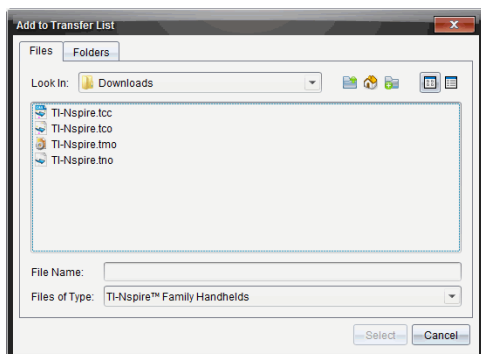 Add to Transfer List
Files Folders
Look In: Downloads
TI-Nspire.tcc
TI-Nspire.tco
TI-Nspire.tmo
TI-Nspire.tno
File Name:
Files of Type: TI-Nspire™ Family Handhelds
Select Cancel